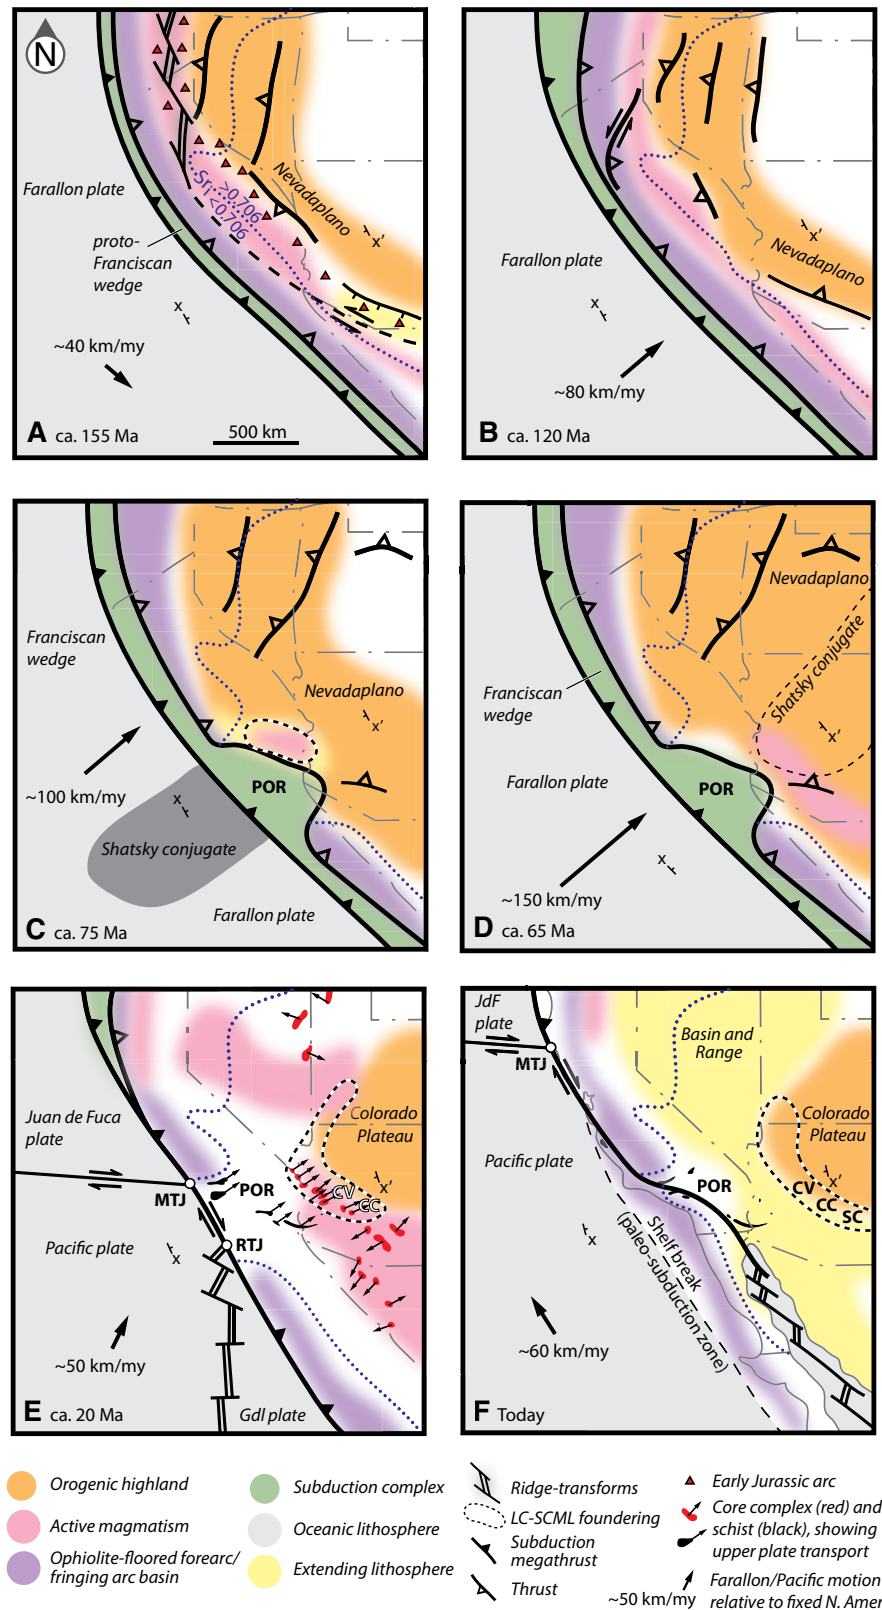 N
Farallon plate
proto-
Franciscan
wedge
Nevadaplano
Srᵢ >0.706
<0.706
x'
x
~40 km/my
A ca. 155 Ma
500 km
Farallon plate
Nevadaplano
x'
x
~80 km/my
B ca. 120 Ma
Franciscan
wedge
Nevadaplano
x'
~100 km/my
POR
x
Shatsky conjugate
Farallon plate
C ca. 75 Ma
Nevadaplano
Shatsky conjugate
Franciscan
wedge
x'
Farallon plate
POR
x
~150 km/my
D ca. 65 Ma
Juan de Fuca
plate
Colorado
Plateau
x'
MTJ
POR
CV
CC
RTJ
Pacific plate
x
~50 km/my
E ca. 20 Ma
Gdl plate
JdF
plate
MTJ
Basin and
Range
Colorado
Plateau
x'
Pacific plate
POR
CV
CC
SC
x
Shelf break
(paleo-subduction zone)
~60 km/my
F Today
Orogenic highland
Active magmatism
Ophiolite-floored forearc/
fringing arc basin
Subduction complex
Oceanic lithosphere
Extending lithosphere
Ridge-transforms
LC-SCML foundering
Subduction
megathrust
Thrust
Early Jurassic arc
Core complex (red) and
schist (black), showing
upper plate transport
~50 km/my
Farallon/Pacific motion
relative to fixed N. Amer